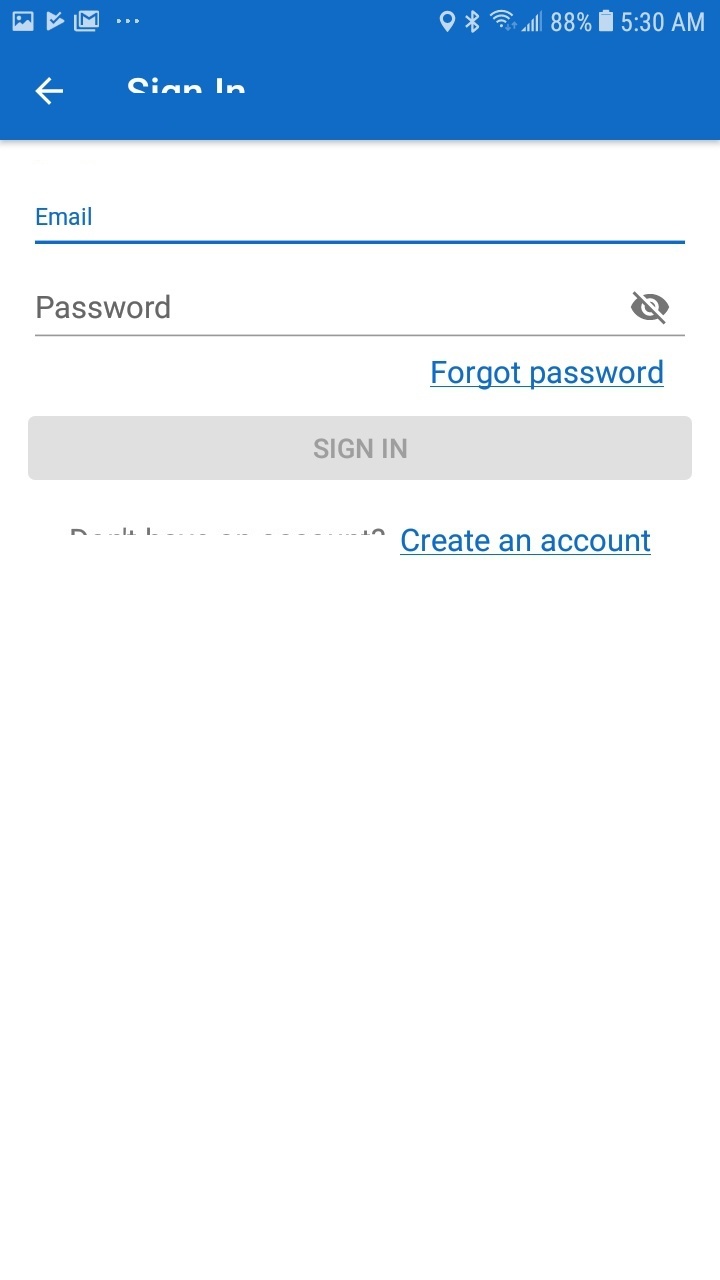 88% 5:30 AM
Sign In
Email
Password
Forgot password
SIGN IN
Don't have an account? Create an account